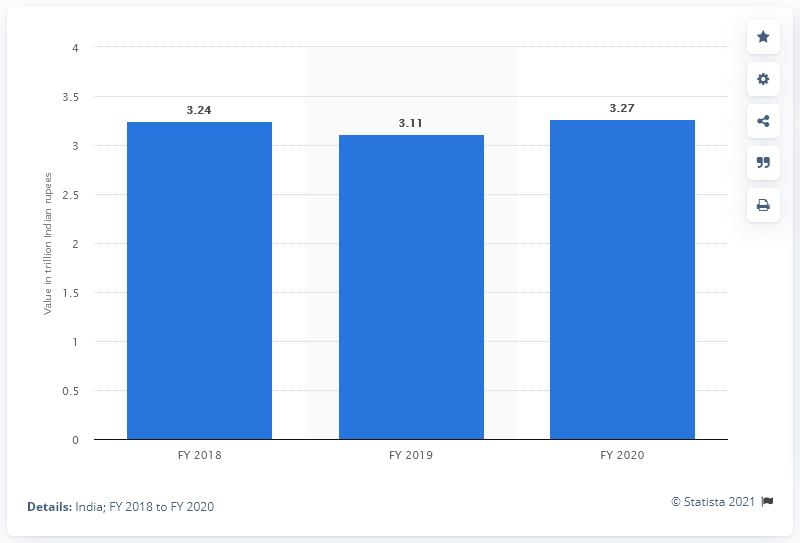 4
3.5
3
2.5
2
1.5
1
0.5
0
Value in trillion Indian rupees
3.24
3.11
3.27
FY 2018
FY 2019
FY 2020
Details: India; FY 2018 to FY 2020
© Statista 2021